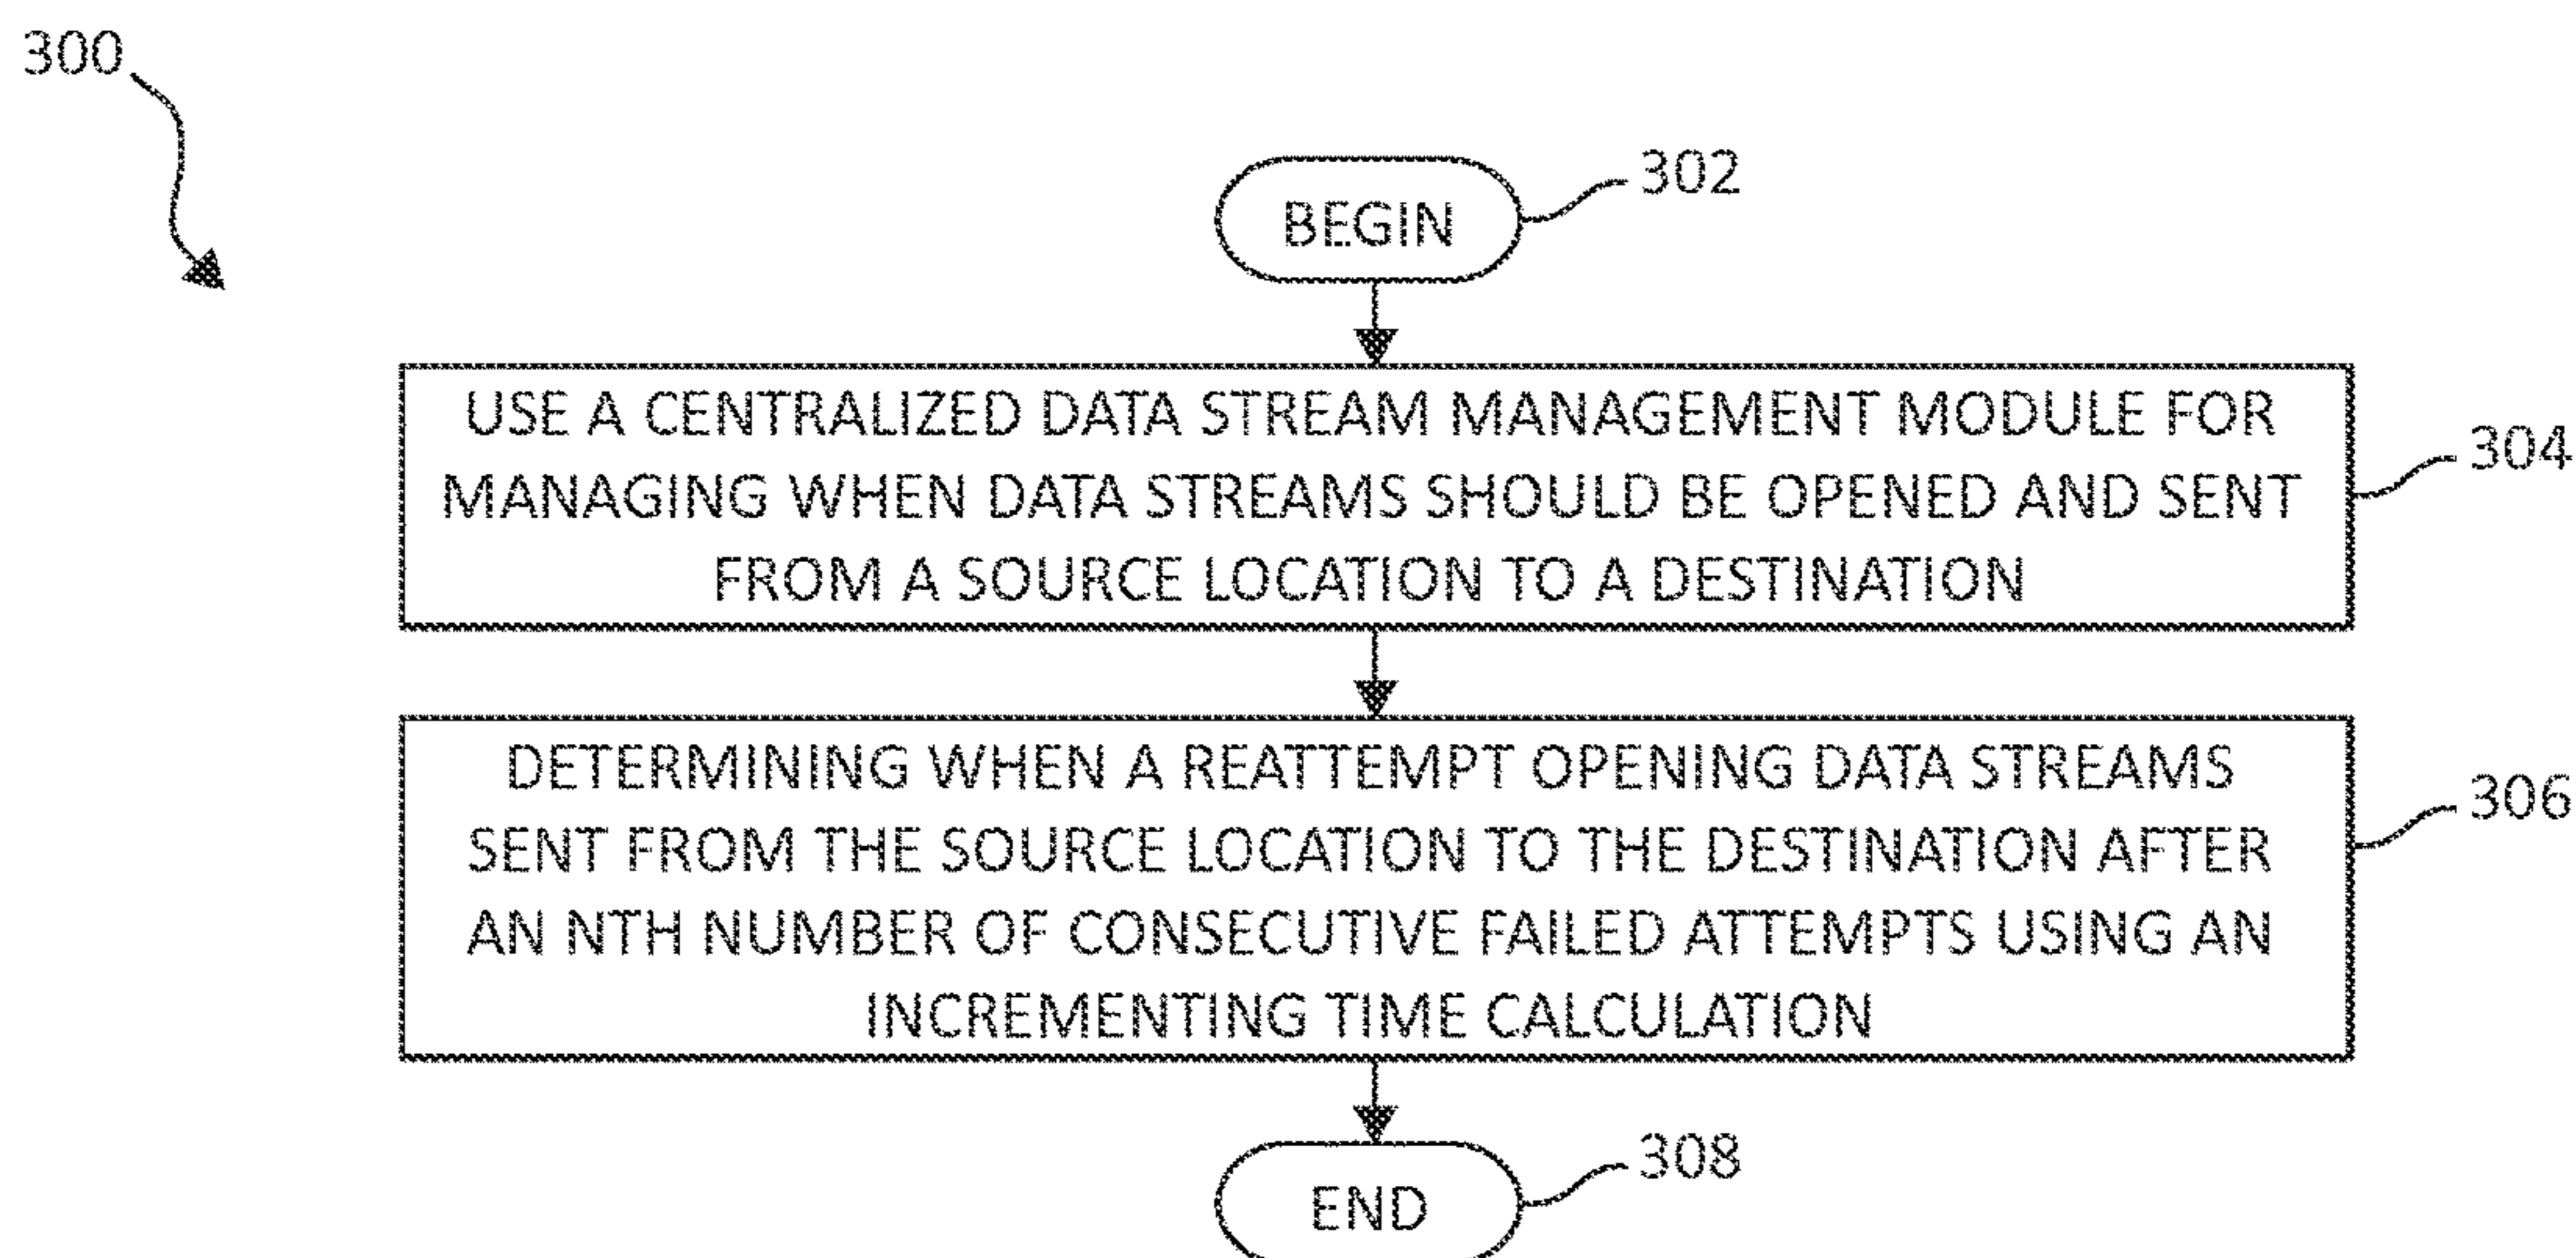 300
BEGIN
302
USE A CENTRALIZED DATA STREAM MANAGEMENT MODULE FOR
MANAGING WHEN DATA STREAMS SHOULD BE OPENED AND SENT
FROM A SOURCE LOCATION TO A DESTINATION
304
DETERMINING WHEN A REATTEMPT OPENING DATA STREAMS
SENT FROM THE SOURCE LOCATION TO THE DESTINATION AFTER
AN NTH NUMBER OF CONSECUTIVE FAILED ATTEMPTS USING AN
INCREMENTING TIME CALCULATION
306
END
308